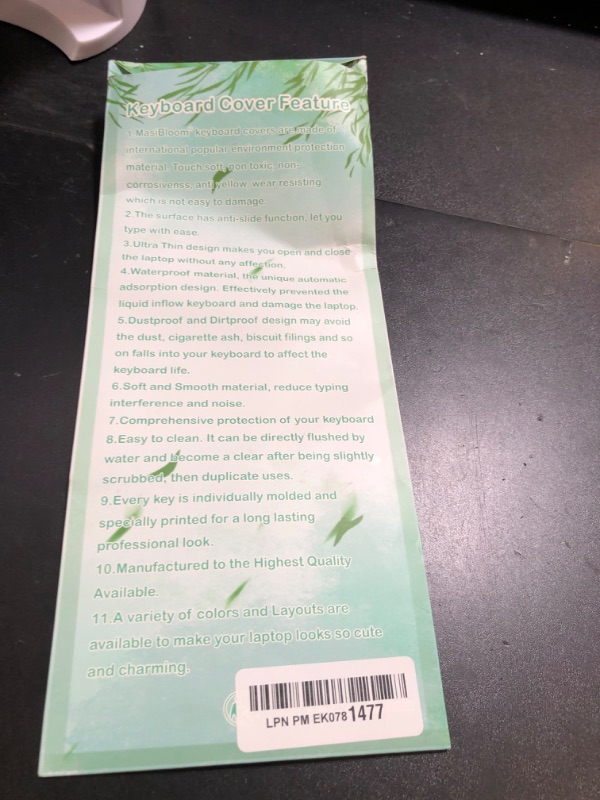 Keyboard Cover Feature
1.MasiBloom keyboard covers are made of
international popular environment protection
material. Touch soft, non toxic, non-
corrosivenss, anti yellow, wear resisting
which is not easy to damage.
2.The surface has anti-slide function, let you
type with ease.
3.Ultra Thin design makes you open and close
the laptop without any affection.
4.Waterproof material, the unique automatic
adsorption design. Effectively prevented the
liquid inflow keyboard and damage the laptop.
5.Dustproof and Dirtproof design may avoid
the dust, cigarette ash, biscuit filings and so
on falls into your keyboard to affect the
keyboard life.
6.Soft and Smooth material, reduce typing
interference and noise.
7.Comprehensive protection of your keyboard
8.Easy to clean. It can be directly flushed by
water and become a clear after being slightly
scrubbed, then duplicate uses.
9.Every key is individually molded and
specially printed for a long lasting
professional look.
10.Manufactured to the Highest Quality
Available.
11.A variety of colors and Layouts are
available to make your laptop looks so cute
and charming.
LPN PM EK0781477